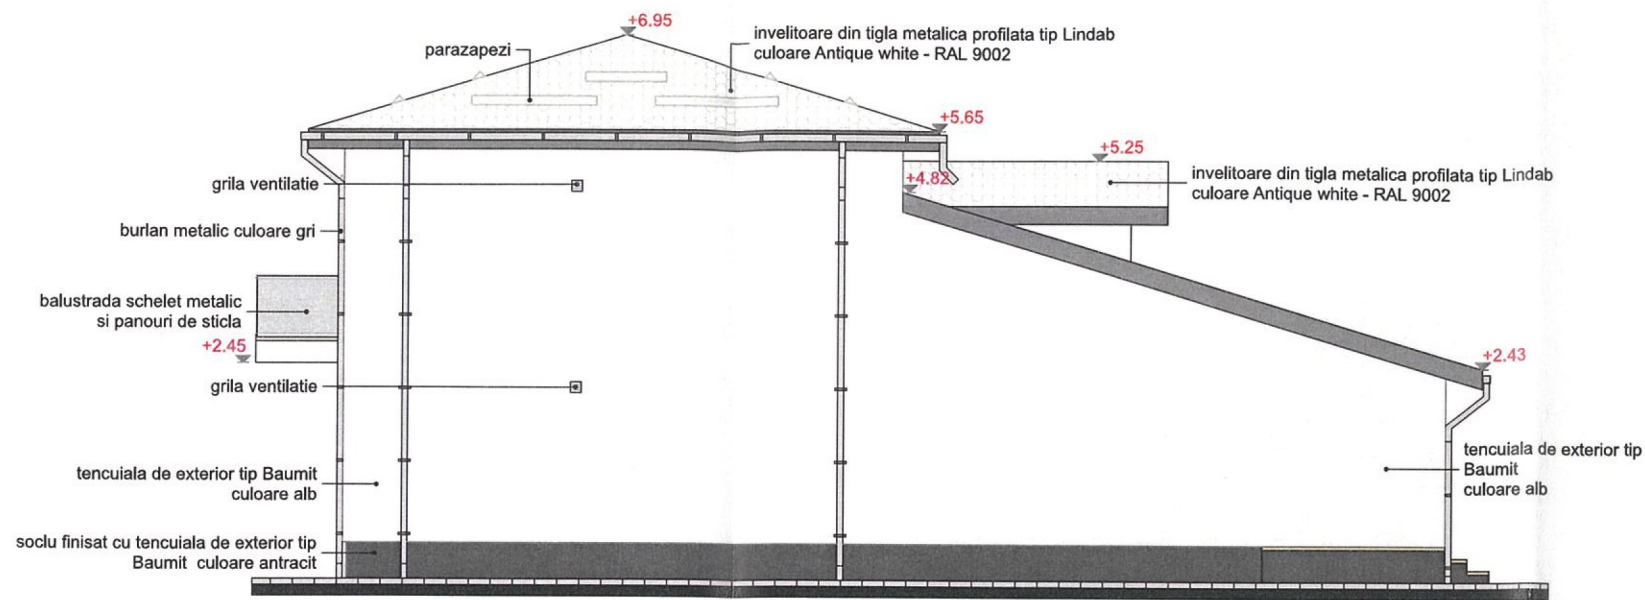 +6.95
invelitoare din tigla metalica profilata tip Lindab
culoare Antique white - RAL 9002
parazapezi
+5.65
+5.25
invelitoare din tigla metalica profilata tip Lindab
culoare Antique white - RAL 9002
+4.82
grila ventilatie
burlan metalic culoare gri
balustrada schelet metalic
si panouri de sticla
+2.45
+2.43
grila ventilatie
tencuiala de exterior tip
Baumit
culoare alb
tencuiala de exterior tip Baumit
culoare alb
soclu finisat cu tencuiala de exterior tip
Baumit culoare antracit